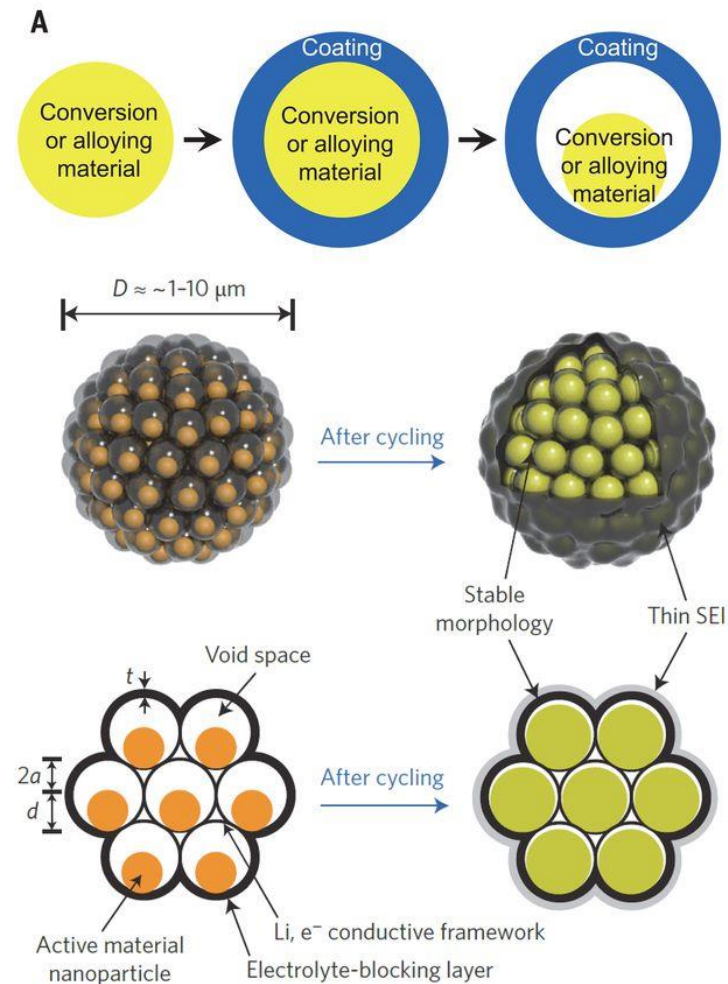 A
Coating
Coating
Conversion
or alloying
material
Conversion
or alloying
material
Conversion
or alloying
material
D ≈ ~1–10 μm
After cycling
Stable
morphology
Thin SEI
t
Void space
2a
d
After cycling
Li, e⁻ conductive framework
Active material
nanoparticle
Electrolyte-blocking layer